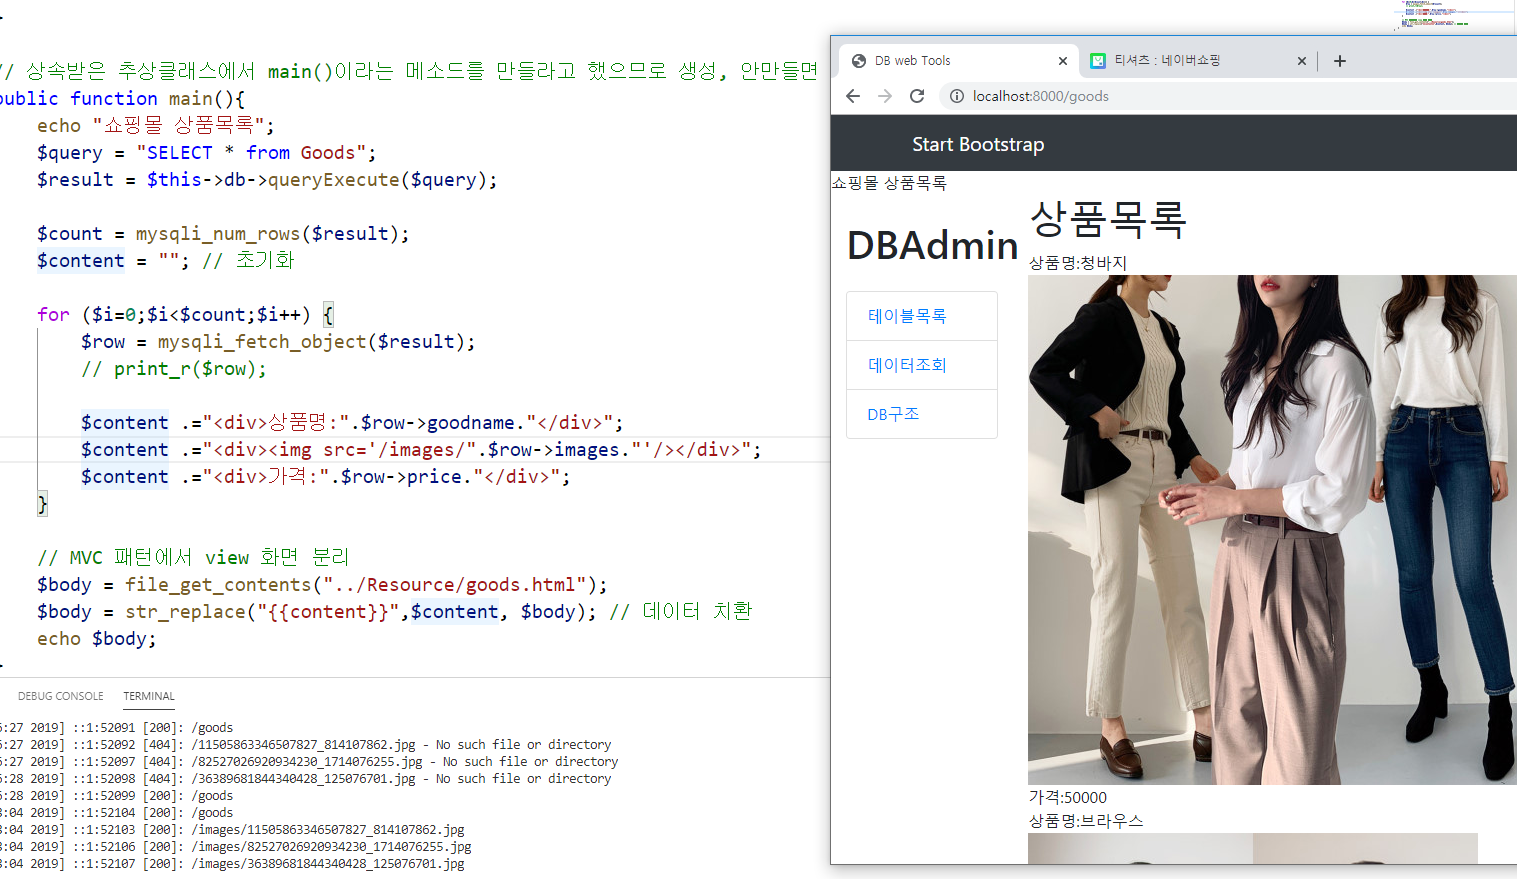 // 상속받은 추상클래스에서 main()이라는 메소드를 만들라고 했으므로 생성, 안만들면
public function main(){
echo "쇼핑몰 상품목록";
$query = "SELECT * from Goods";
$result = $this->db->queryExecute($query);
$count = mysqli_num_rows($result);
$content = ""; // 초기화
for ($i=0;$i<$count;$i++) {
$row = mysqli_fetch_object($result);
// print_r($row);
$content .="<div>상품명:".$row->goodname."</div>";
$content .="<div><img src='/images/".$row->images."'/></div>";
$content .="<div>가격:".$row->price."</div>";
}
// MVC 패턴에서 view 화면 분리
$body = file_get_contents("../Resource/goods.html");
$body = str_replace("{{content}}",$content, $body); // 데이터 치환
echo $body;
DEBUG CONSOLE TERMINAL
:27 2019] ::1:52091 [200]: /goods
:27 2019] ::1:52092 [404]: /11505863346507827_814107862.jpg - No such file or directory
:27 2019] ::1:52097 [404]: /82527026920934230_1714076255.jpg - No such file or directory
:28 2019] ::1:52098 [404]: /36389681844340428_125076701.jpg - No such file or directory
:28 2019] ::1:52099 [200]: /goods
:04 2019] ::1:52104 [200]: /goods
:04 2019] ::1:52103 [200]: /images/11505863346507827_814107862.jpg
:04 2019] ::1:52106 [200]: /images/82527026920934230_1714076255.jpg
:04 2019] ::1:52107 [200]: /images/36389681844340428_125076701.jpg
DB web Tools
티셔츠 : 네이버쇼핑
localhost:8000/goods
Start Bootstrap
쇼핑몰 상품목록
DBAdmin
테이블목록
데이터조회
DB구조
상품목록
상품명:청바지
가격:50000
상품명:브라우스